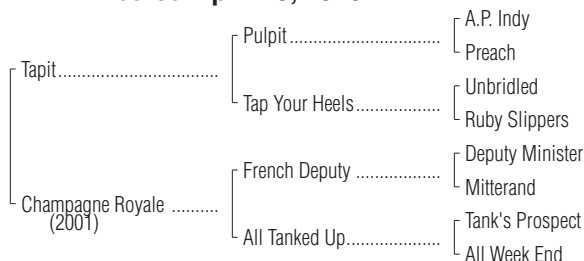 Pulpit
A.P. Indy
Preach
Tapit
Tap Your Heels
Unbridled
Ruby Slippers
French Deputy
Deputy Minister
Mitterand
Champagne Royale
(2001)
All Tanked Up
Tank's Prospect
All Week End